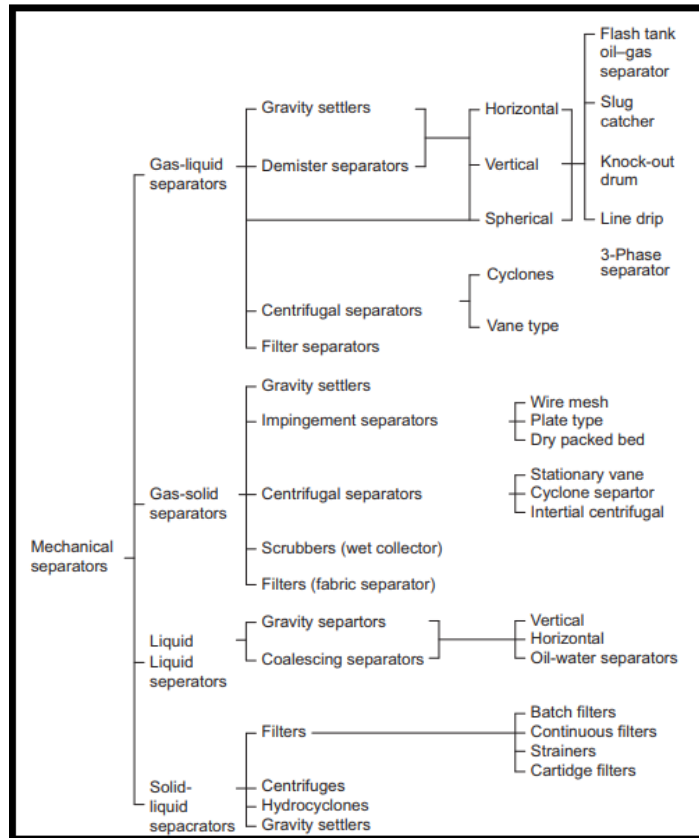 Flash tank
oil–gas
separator
Gravity settlers
Horizontal
Slug
catcher
Gas-liquid
separators
Demister separators
Vertical
Knock-out
drum
Spherical
Line drip
3-Phase
separator
Cyclones
Centrifugal separators
Vane type
Filter separators
Gravity settlers
Impingement separators
Wire mesh
Plate type
Dry packed bed
Gas-solid
separators
Centrifugal separators
Stationary vane
Cyclone separtor
Intertial centrifugal
Mechanical
separators
Scrubbers (wet collector)
Filters (fabric separator)
Liquid
Liquid
seperators
Gravity separtors
Coalescing separators
Vertical
Horizontal
Oil-water separators
Filters
Batch filters
Continuous filters
Strainers
Cartidge filters
Solid-
liquid
sepacrators
Centrifuges
Hydrocyclones
Gravity settlers